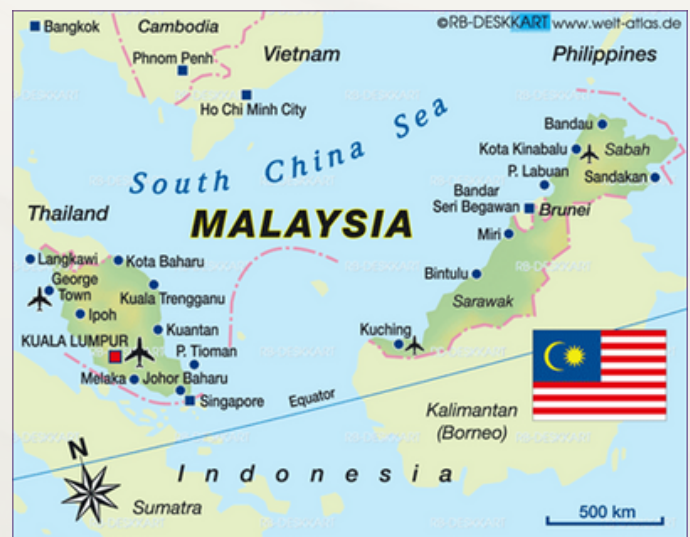 ©RB-DESKKART www.welt-atlas.de
Bangkok
Cambodia
Phnom Penh
Vietnam
Philippines
Ho Chi Minh City
South China Sea
Bandau
Kota Kinabalu
Sabah
P. Labuan
Sandakan
Bandar
Seri Begawan
Brunei
Thailand
MALAYSIA
Miri
Langkawi
Kota Baharu
George
Town
Kuala Trengganu
Bintulu
Ipoh
Sarawak
Kuantan
Kuching
KUALA LUMPUR
P. Tioman
Melaka
Johor Baharu
Singapore
Equator
Kalimantan
(Borneo)
N
Indonesia
Sumatra
500 km